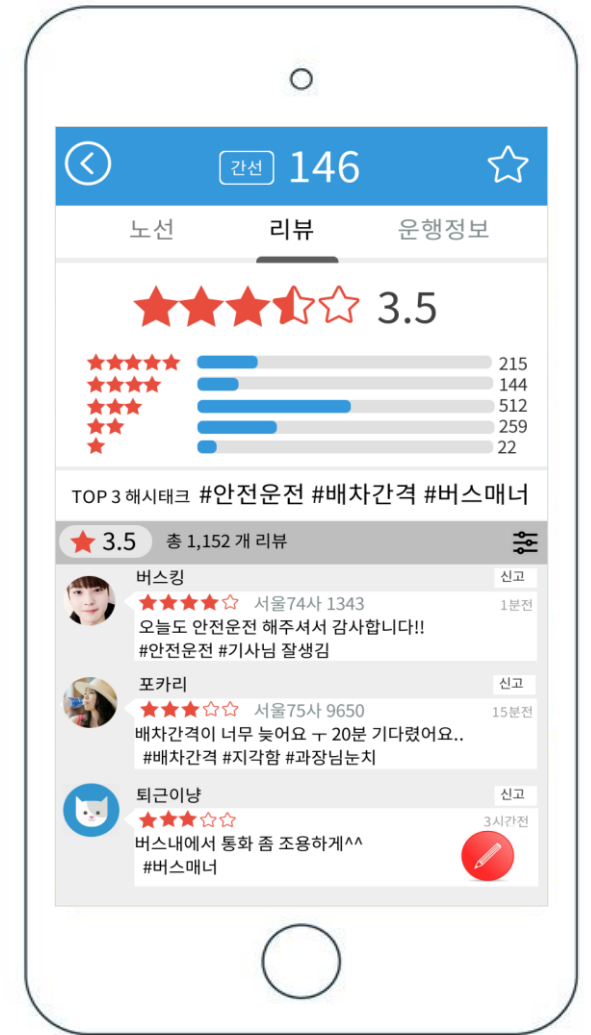 간선 146
노선 리뷰 운행정보
3.5
215
144
512
259
22
TOP 3 해시태크 #안전운전 #배차간격 #버스매너
3.5 총 1,152 개 리뷰
버스킹 신고
서울74사 1343 1분전
오늘도 안전운전 해주셔서 감사합니다!!
#안전운전 #기사님 잘생김
포카리 신고
서울75사 9650 15분전
배차간격이 너무 늦어요 ㅜ 20분 기다렸어요..
#배차간격 #지각함 #과장님눈치
퇴근이냥 신고
3시간전
버스내에서 통화 좀 조용하게^^
#버스매너